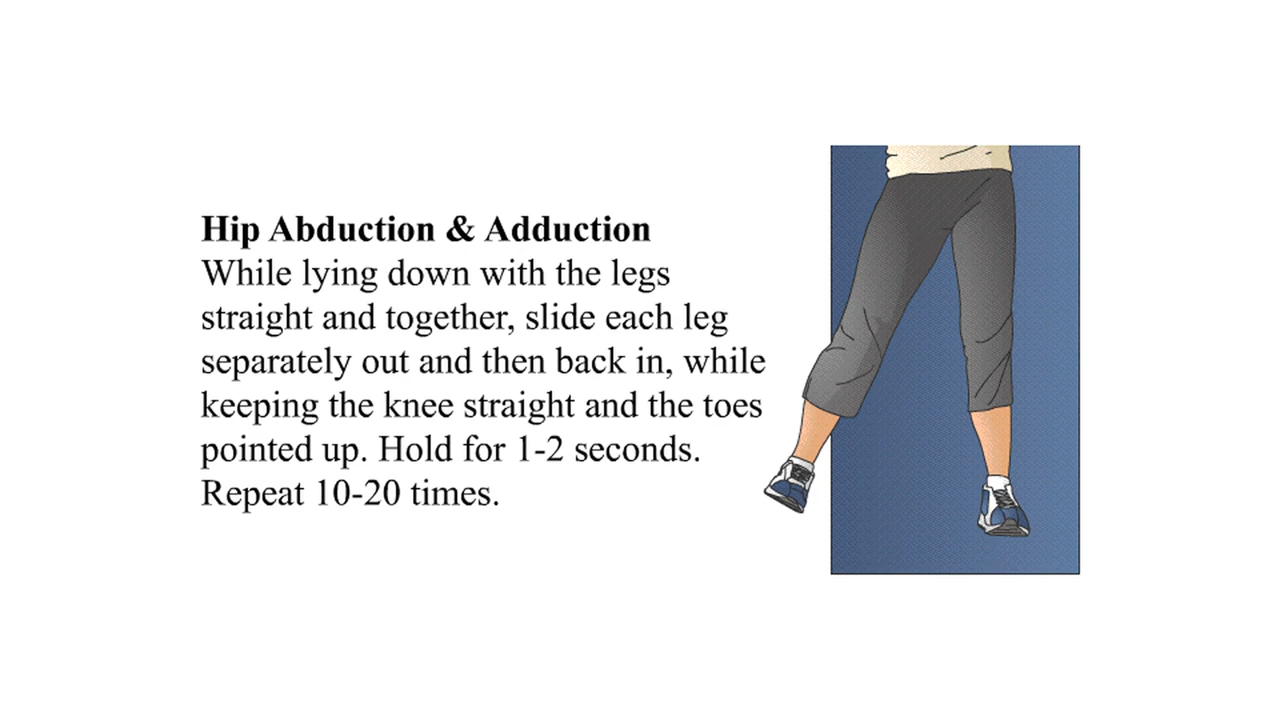 Hip Abduction & Adduction
While lying down with the legs
straight and together, slide each leg
separately out and then back in, while
keeping the knee straight and the toes
pointed up. Hold for 1-2 seconds.
Repeat 10-20 times.